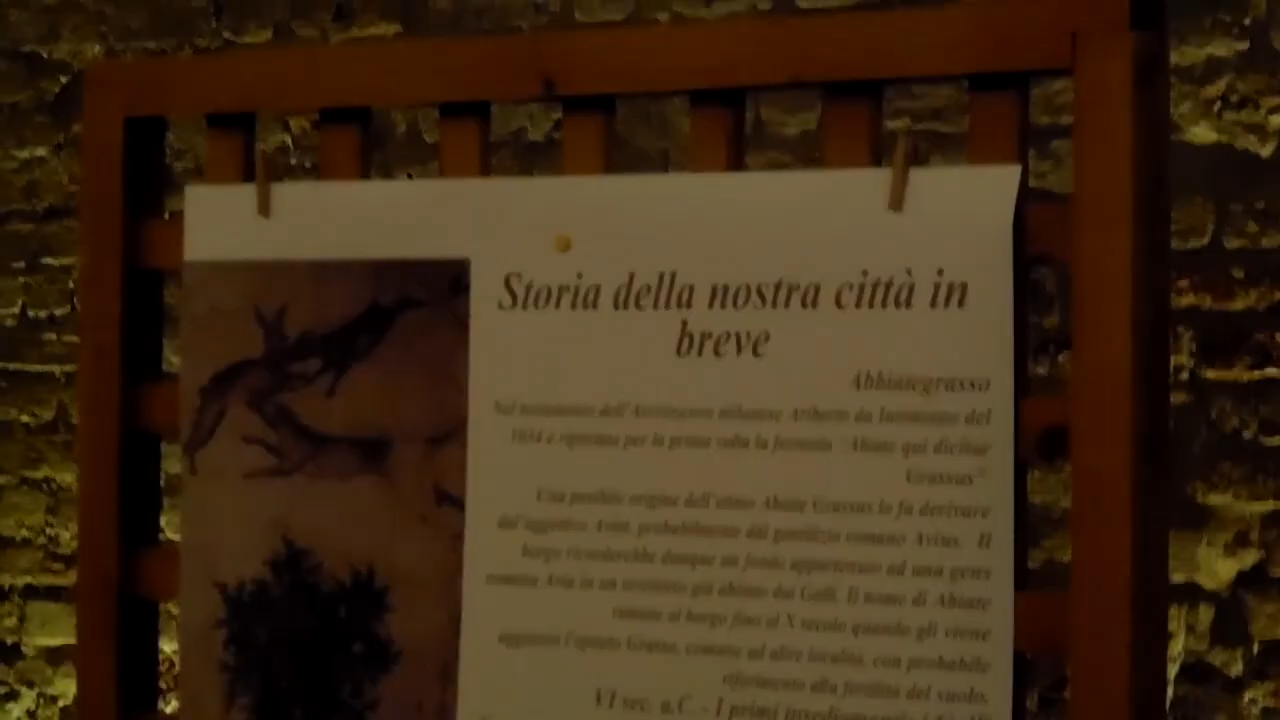 Storia della nostra città in
breve
Abbiategrasso
Nel testamento dell'Arcivescovo milanese Ariberto da Intimiano del
1034 è riportata per la prima volta la formula "Abiate qui dicitur
Grassus"
Una possibile origine dell'etimo Abiate Grassus lo fa derivare
dall'aggettivo Avius, probabilmente dal gentilizio romano Avius. Il
borgo ricorderebbe dunque un fondo appartenuto ad una gens
romana Avia in un territorio già abitato dai Galli. Il nome di Abiate
rimane al borgo fino al X secolo quando gli viene
aggiunto Grasso, comune ad altre località, con probabile
riferimento alla fertilità del suolo.
VI sec. a.C. - I primi insediamenti